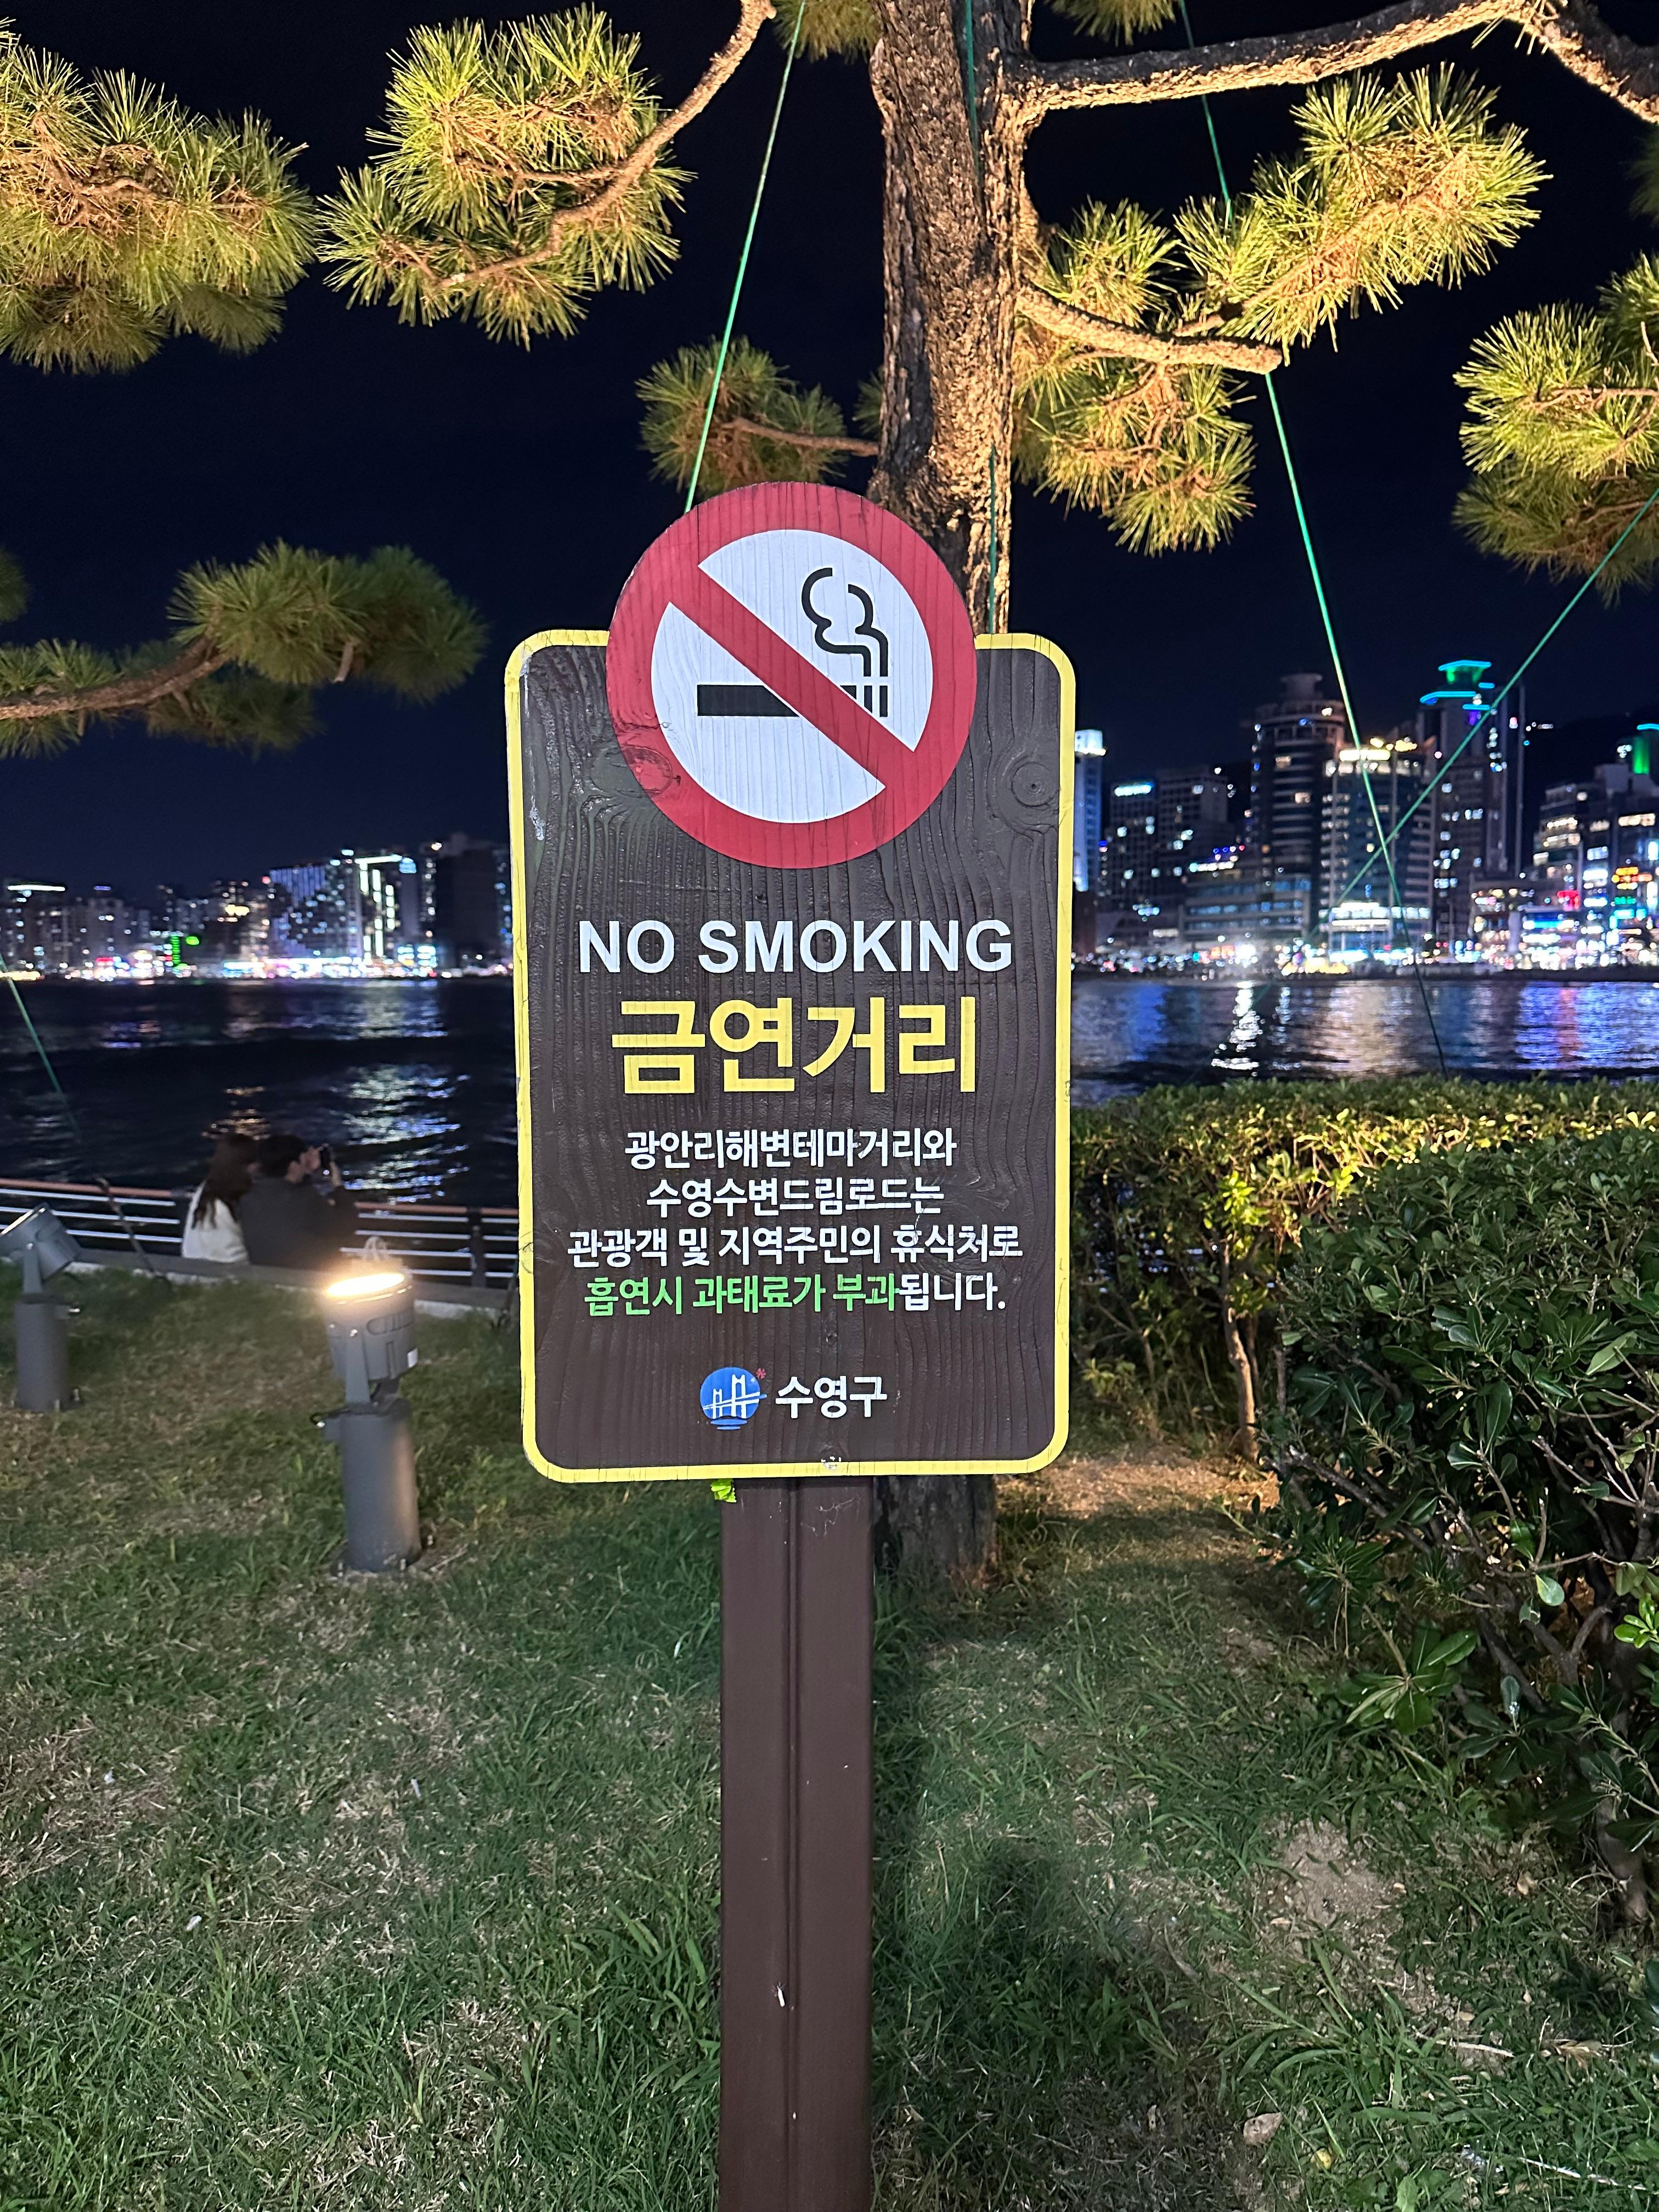 NO SMOKING
금연거리
광안리해변테마거리와
수영수변드림로드는
관광객 및 지역주민의 휴식처로
흡연시 과태료가 부과됩니다.
수영구